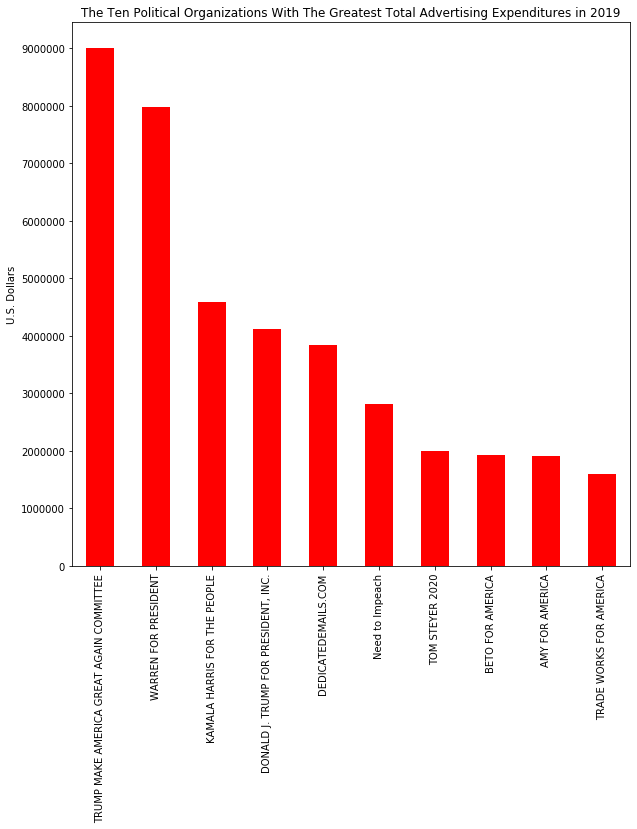 The Ten Political Organizations With The Greatest Total Advertising Expenditures in 2019
U.S. Dollars
9000000
8000000
7000000
6000000
5000000
4000000
3000000
2000000
1000000
0
TRUMP MAKE AMERICA GREAT AGAIN COMMITTEE
WARREN FOR PRESIDENT
KAMALA HARRIS FOR THE PEOPLE
DONALD J. TRUMP FOR PRESIDENT, INC.
DEDICATEDEMAILS.COM
Need to Impeach
TOM STEYER 2020
BETO FOR AMERICA
AMY FOR AMERICA
TRADE WORKS FOR AMERICA